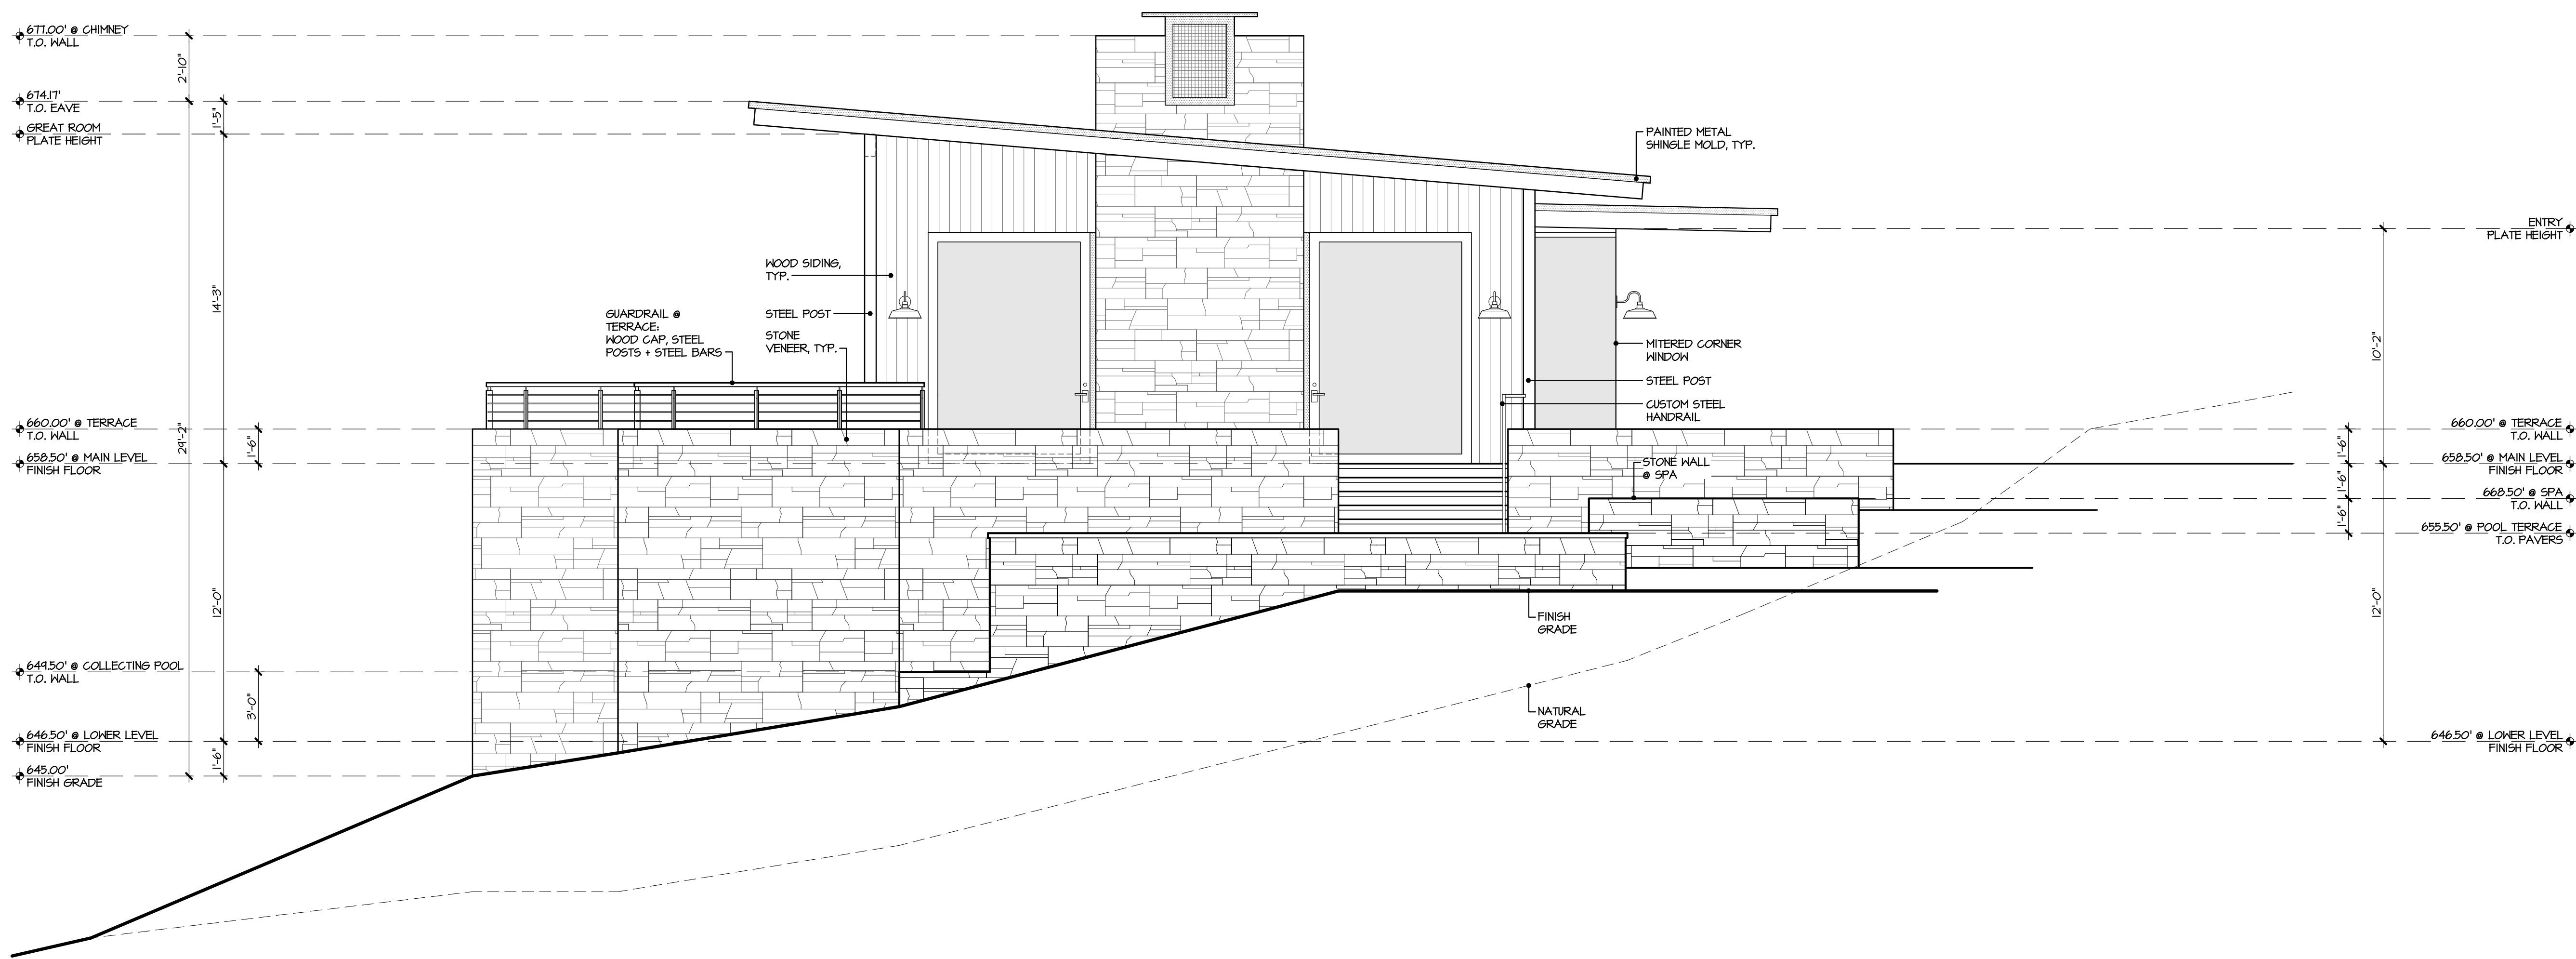 677.00' @ CHIMNEY
T.O. WALL
2'-10"
674.17'
T.O. EAVE
1'-5"
GREAT ROOM
PLATE HEIGHT
14'-3"
29'-2"
660.00' @ TERRACE
T.O. WALL
1'-6"
658.50' @ MAIN LEVEL
FINISH FLOOR
12'-0"
649.50' @ COLLECTING POOL
T.O. WALL
3'-0"
646.50' @ LOWER LEVEL
FINISH FLOOR
1'-6"
645.00'
FINISH GRADE
WOOD SIDING,
TYP.
STEEL POST
GUARDRAIL @
TERRACE:
WOOD CAP, STEEL
POSTS + STEEL BARS
STONE
VENEER, TYP.
PAINTED METAL
SHINGLE MOLD, TYP.
MITERED CORNER
WINDOW
STEEL POST
CUSTOM STEEL
HANDRAIL
STONE WALL
@ SPA
FINISH
GRADE
NATURAL
GRADE
ENTRY
PLATE HEIGHT
10'-2"
660.00' @ TERRACE
T.O. WALL
1'-6"
658.50' @ MAIN LEVEL
FINISH FLOOR
1'-6"
668.50' @ SPA
T.O. WALL
1'-6"
655.50' @ POOL TERRACE
T.O. PAVERS
12'-0"
646.50' @ LOWER LEVEL
FINISH FLOOR